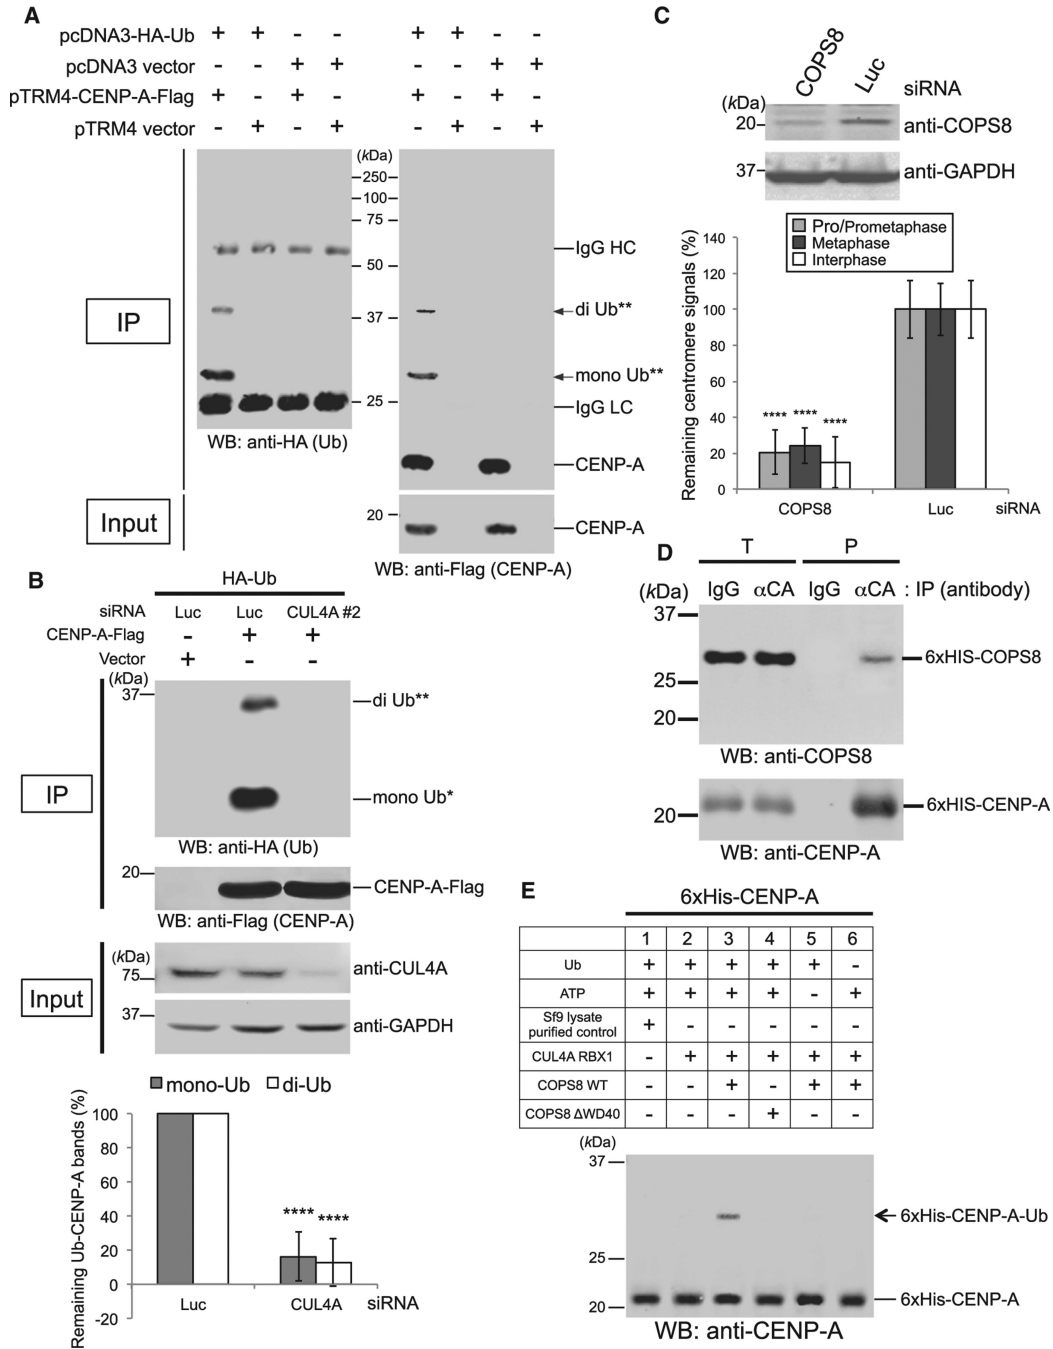 A
pcDNA3-HA-Ub + + - - + + - -
pcDNA3 vector - - + + - - + +
pTRM4-CENP-A-Flag + - + - + - + -
pTRM4 vector - + - + - + - +
(kDa)
250
100
75
50
37
25
20
IP
Input
IgG HC
di Ub**
mono Ub**
IgG LC
CENP-A
CENP-A
WB: anti-HA (Ub)
WB: anti-Flag (CENP-A)
B
HA-Ub
siRNA Luc Luc CUL4A #2
CENP-A-Flag - + +
Vector + - -
(kDa)
37
di Ub**
mono Ub*
IP
WB: anti-HA (Ub)
20
CENP-A-Flag
WB: anti-Flag (CENP-A)
(kDa)
75
anti-CUL4A
Input
37
anti-GAPDH
mono-Ub di-Ub
Remaining Ub-CENP-A bands (%)
100
80
60
40
20
0
-20
**** ****
Luc CUL4A siRNA
C
COPS8 Luc siRNA
(kDa)
20 anti-COPS8
37 anti-GAPDH
Pro/Prometaphase
Metaphase
Interphase
Remaining centromere signals (%)
140
120
100
80
60
40
20
0
**** **** ****
COPS8 Luc siRNA
D
T P
(kDa) IgG αCA IgG αCA : IP (antibody)
37
25
20
6xHIS-COPS8
WB: anti-COPS8
20
6xHIS-CENP-A
WB: anti-CENP-A
E
6xHis-CENP-A
1 2 3 4 5 6
Ub + + + + + -
ATP + + + + - +
Sf9 lysate
purified control + - - - - -
CUL4A RBX1 - + + + + +
COPS8 WT - - + - + +
COPS8 ΔWD40 - - - + - -
(kDa)
37
25
20
6xHis-CENP-A-Ub
6xHis-CENP-A
WB: anti-CENP-A